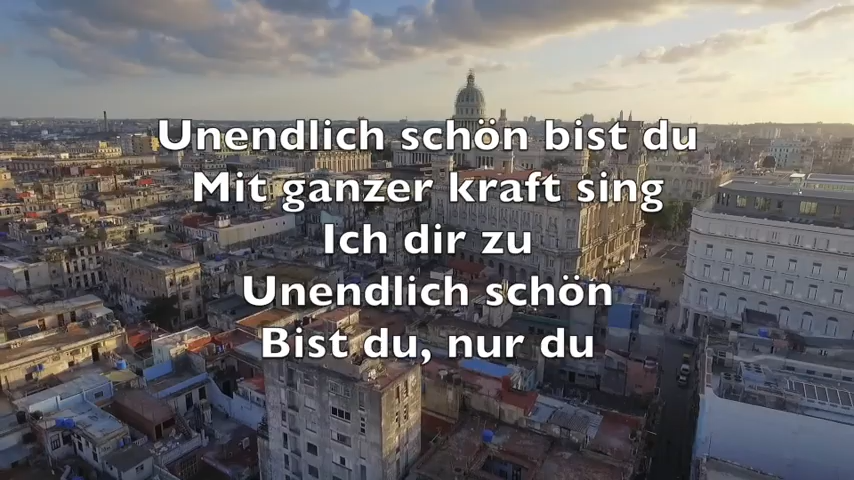 Unendlich schön bist du
Mit ganzer kraft sing
Ich dir zu
Unendlich schön
Bist du, nur du